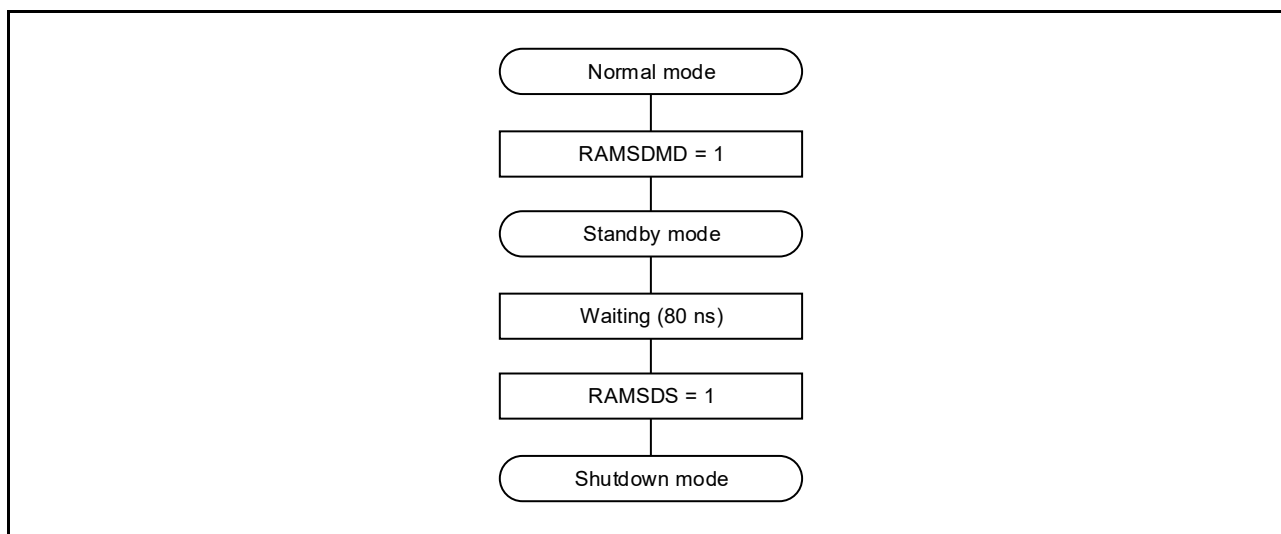 Normal mode
RAMSDMD = 1
Standby mode
Waiting (80 ns)
RAMSDS = 1
Shutdown mode